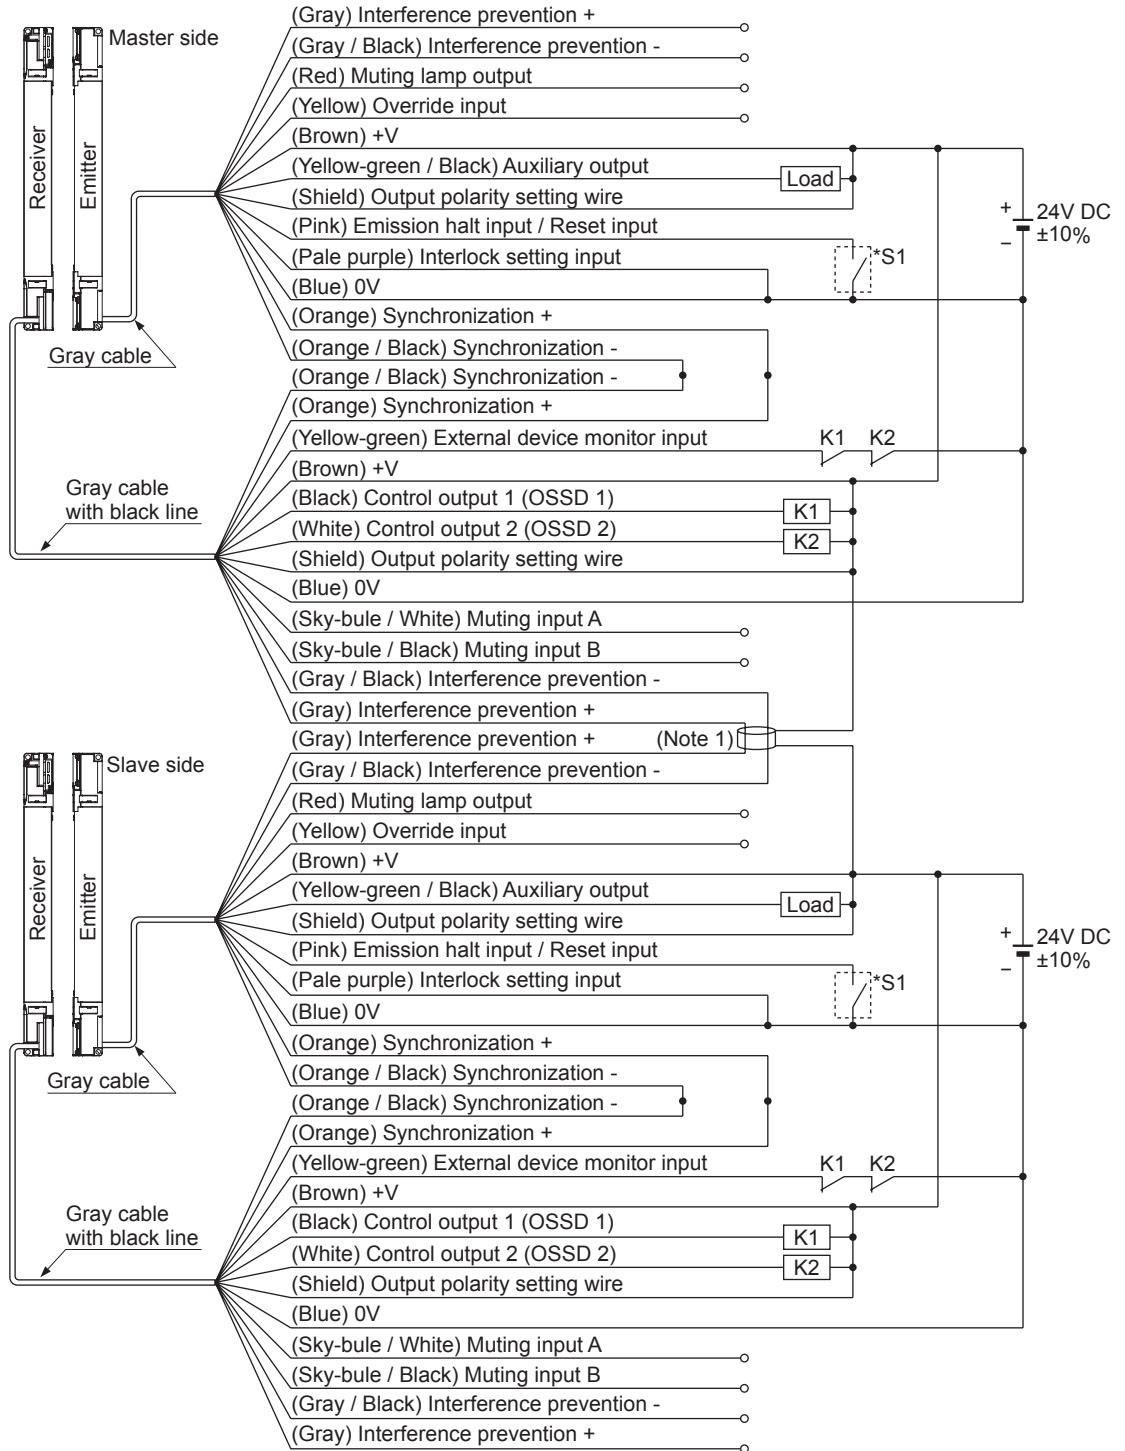 (Gray) Interference prevention +
Master side
(Gray / Black) Interference prevention -
(Red) Muting lamp output
(Yellow) Override input
(Brown) +V
(Yellow-green / Black) Auxiliary output
Load
(Shield) Output polarity setting wire
(Pink) Emission halt input / Reset input
(Pale purple) Interlock setting input
(Blue) 0V
(Orange) Synchronization +
(Orange / Black) Synchronization -
Receiver
Emitter
*S1
+
24V DC
±10%
−
Gray cable
(Orange / Black) Synchronization -
(Orange) Synchronization +
(Yellow-green) External device monitor input
K1 K2
(Brown) +V
(Black) Control output 1 (OSSD 1)
K1
(White) Control output 2 (OSSD 2)
K2
(Shield) Output polarity setting wire
(Blue) 0V
(Sky-bule / White) Muting input A
(Sky-bule / Black) Muting input B
(Gray / Black) Interference prevention -
(Gray) Interference prevention +
Gray cable
with black line
(Gray) Interference prevention +
(Note 1)
Slave side
(Gray / Black) Interference prevention -
(Red) Muting lamp output
(Yellow) Override input
(Brown) +V
(Yellow-green / Black) Auxiliary output
Load
(Shield) Output polarity setting wire
(Pink) Emission halt input / Reset input
(Pale purple) Interlock setting input
(Blue) 0V
(Orange) Synchronization +
(Orange / Black) Synchronization -
Receiver
Emitter
*S1
+
24V DC
±10%
−
Gray cable
(Orange / Black) Synchronization -
(Orange) Synchronization +
(Yellow-green) External device monitor input
K1 K2
(Brown) +V
(Black) Control output 1 (OSSD 1)
K1
(White) Control output 2 (OSSD 2)
K2
(Shield) Output polarity setting wire
(Blue) 0V
(Sky-bule / White) Muting input A
(Sky-bule / Black) Muting input B
(Gray / Black) Interference prevention -
(Gray) Interference prevention +
Gray cable
with black line